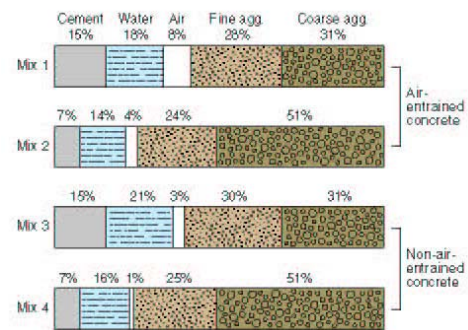 Cement Water Air Fine agg. Coarse agg.
15% 18% 8% 28% 31%
Mix 1
7% 14% 4% 24% 51%
Mix 2
Air-
entrained
concrete
15% 21% 3% 30% 31%
Mix 3
7% 16% 1% 25% 51%
Mix 4
Non-air-
entrained
concrete